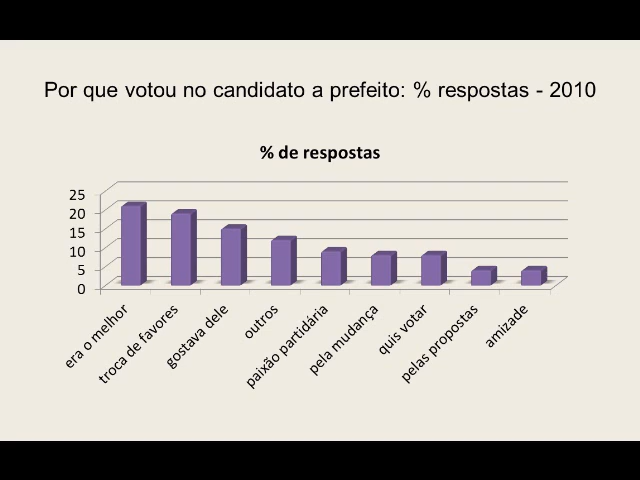 Por que votou no candidato a prefeito: % respostas - 2010
% de respostas
25
20
15
10
5
0
era o melhor
troca de favores
gostava dele
outros
paixão partidária
pela mudança
quis votar
pelas propostas
amizade